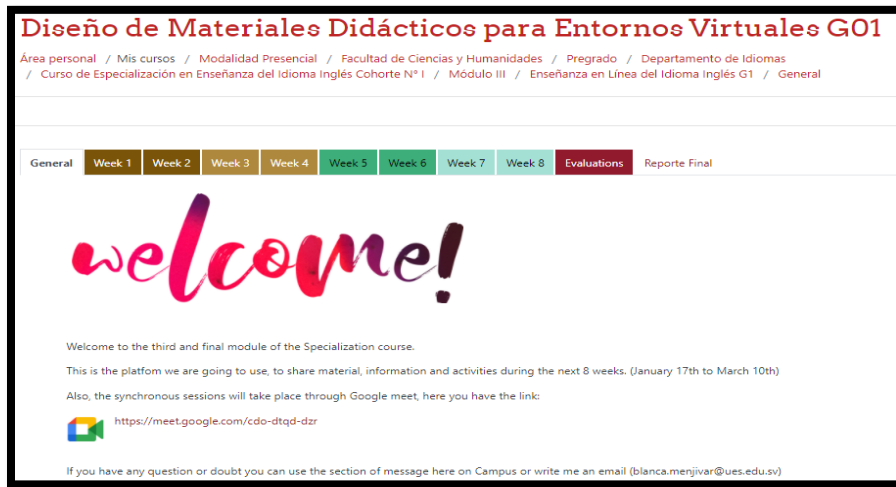 Diseño de Materiales Didácticos para Entornos Virtuales G01
Área personal / Mis cursos / Modalidad Presencial / Facultad de Ciencias y Humanidades / Pregrado / Departamento de Idiomas
/ Curso de Especialización en Enseñanza del Idioma Inglés Cohorte N° I / Módulo III / Enseñanza en Línea del Idioma Inglés G1 / General
General Week 1 Week 2 Week 3 Week 4 Week 5 Week 6 Week 7 Week 8 Evaluations Reporte Final
welcome!
Welcome to the third and final module of the Specialization course.
This is the platfom we are going to use, to share material, information and activities during the next 8 weeks. (January 17th to March 10th)
Also, the synchronous sessions will take place through Google meet, here you have the link:
https://meet.google.com/cdo-dtqd-dzr
If you have any question or doubt you can use the section of message here on Campus or write me an email (blanca.menjivar@ues.edu.sv)